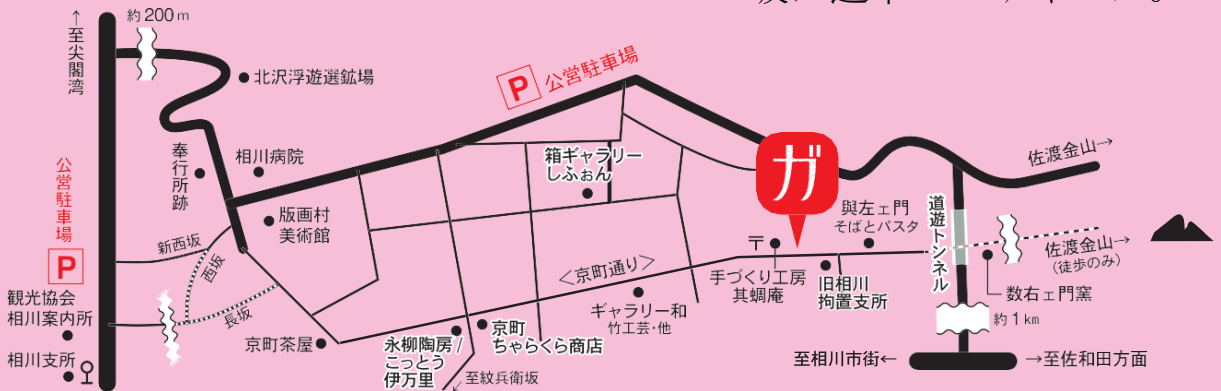 ↑至尖閣湾
約200m
北沢浮遊選鉱場
P 公営駐車場
奉行所跡
相川病院
版画村
美術館
箱ギャラリー
しふぉん
ガ
佐渡金山→
公営駐車場
P
新西坂
西坂
長坂
観光協会
相川案内所
相川支所
京町茶屋
永柳陶房/
こっとう
伊万里
京町
ちゃらくら商店
↙至紋兵衛坂
<京町通り>
ギャラリー和
竹工芸・他
〒
手づくり工房
其蜩庵
旧相川
拘置支所
與左エ門
そばとパスタ
道遊トンネル
佐渡金山→
(徒歩のみ)
数右エ門窯
約1km
至相川市街←
→至佐和田方面